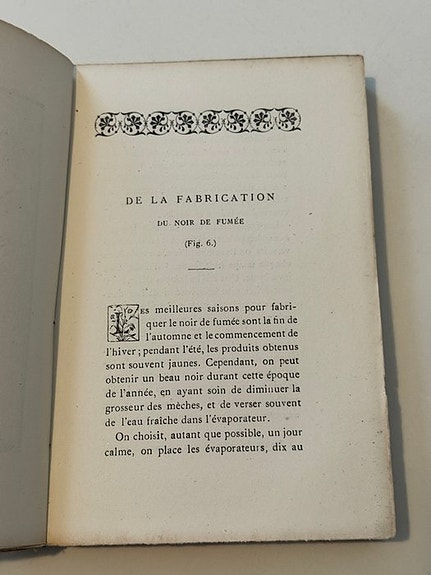 DE LA FABRICATION
DU NOIR DE FUMÉE
(Fig. 6.)
LES meilleures saisons pour fabri-
quer le noir de fumée sont la fin de
l'automne et le commencement de
l'hiver; pendant l'été, les produits obtenus
sont souvent jaunes. Cependant, on peut
obtenir un beau noir durant cette époque
de l'année, en ayant soin de diminuer la
grosseur des mèches, et de verser souvent
de l'eau fraîche dans l'évaporateur.
On choisit, autant que possible, un jour
calme, on place les évaporateurs, dix au